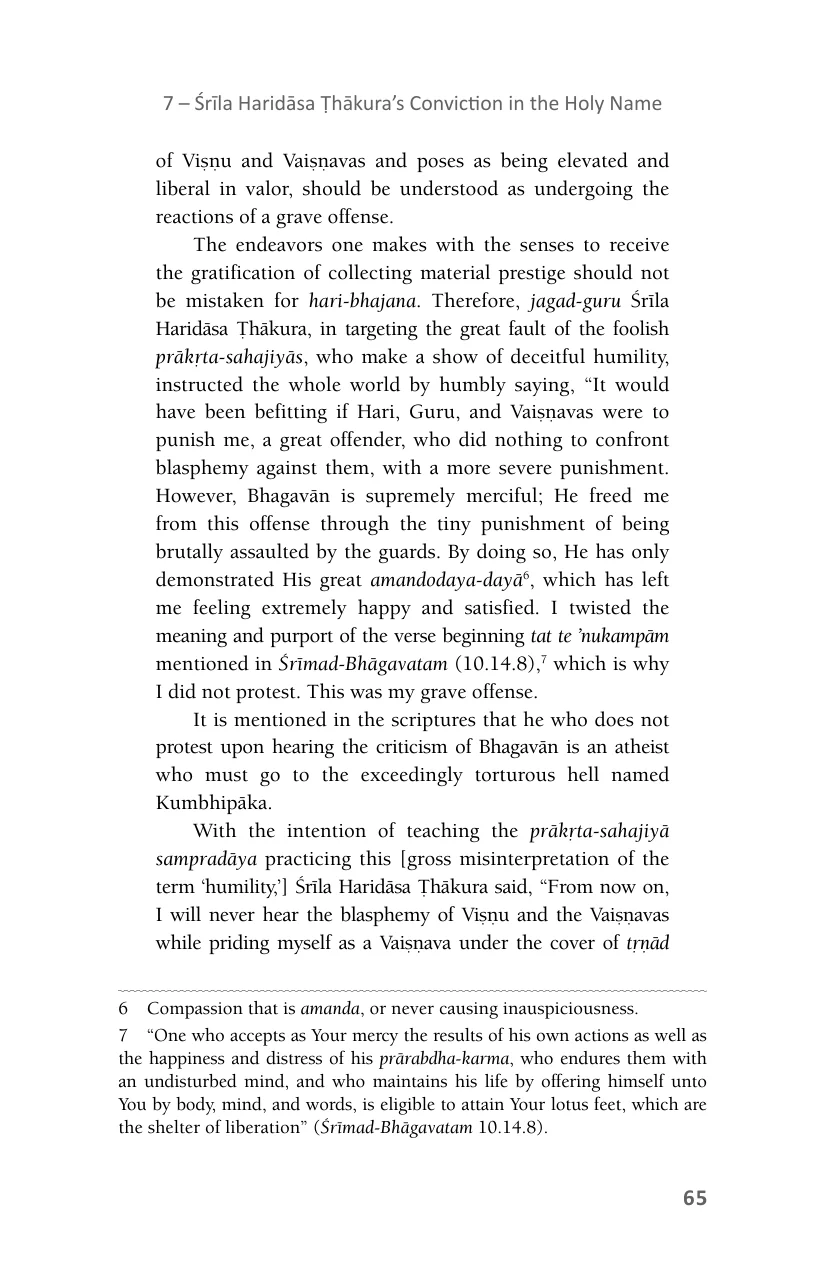 7 – Śrīla Haridāsa Ṭhākura’s Conviction in the Holy Name
of Viṣṇu and Vaiṣṇavas and poses as being elevated and
liberal in valor, should be understood as undergoing the
reactions of a grave offense.
The endeavors one makes with the senses to receive
the gratification of collecting material prestige should not
be mistaken for hari-bhajana. Therefore, jagad-guru Śrīla
Haridāsa Ṭhākura, in targeting the great fault of the foolish
prākṛta-sahajiyās, who make a show of deceitful humility,
instructed the whole world by humbly saying, “It would
have been befitting if Hari, Guru, and Vaiṣṇavas were to
punish me, a great offender, who did nothing to confront
blasphemy against them, with a more severe punishment.
However, Bhagavān is supremely merciful; He freed me
from this offense through the tiny punishment of being
brutally assaulted by the guards. By doing so, He has only
demonstrated His great amandodaya-dayā⁶, which has left
me feeling extremely happy and satisfied. I twisted the
meaning and purport of the verse beginning tat te ’nukampām
mentioned in Śrīmad-Bhāgavatam (10.14.8),⁷ which is why
I did not protest. This was my grave offense.
It is mentioned in the scriptures that he who does not
protest upon hearing the criticism of Bhagavān is an atheist
who must go to the exceedingly torturous hell named
Kumbhipāka.
With the intention of teaching the prākṛta-sahajiyā
sampradāya practicing this [gross misinterpretation of the
term ‘humility,’] Śrīla Haridāsa Ṭhākura said, “From now on,
I will never hear the blasphemy of Viṣṇu and the Vaiṣṇavas
while priding myself as a Vaiṣṇava under the cover of tṛṇād
6 Compassion that is amanda, or never causing inauspiciousness.
7 “One who accepts as Your mercy the results of his own actions as well as
the happiness and distress of his prārabdha-karma, who endures them with
an undisturbed mind, and who maintains his life by offering himself unto
You by body, mind, and words, is eligible to attain Your lotus feet, which are
the shelter of liberation” (Śrīmad-Bhāgavatam 10.14.8).
65